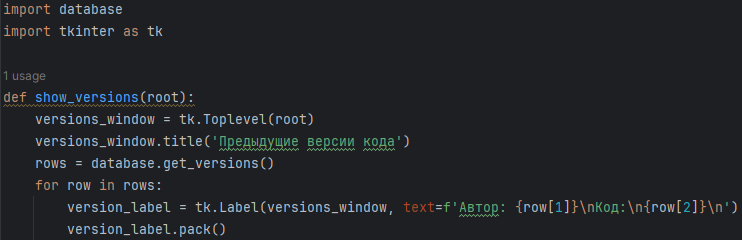 import database
import tkinter as tk
1 usage
def show_versions(root):
    versions_window = tk.Toplevel(root)
    versions_window.title('Предыдущие версии кода')
    rows = database.get_versions()
    for row in rows:
        version_label = tk.Label(versions_window, text=f'Автор: {row[1]}\nКод:\n{row[2]}\n')
        version_label.pack()